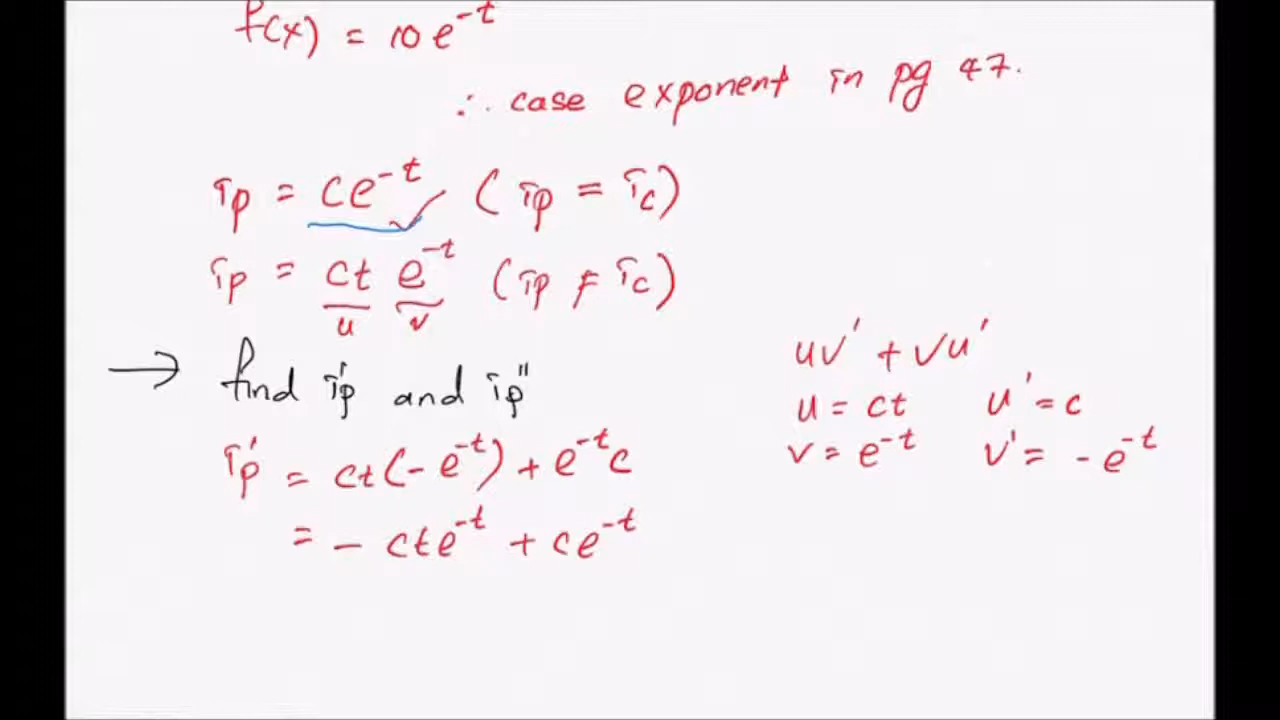 f(x) = 10 e^-t
∴ case exponent in pg 47.
ip = ce^-t ✓ (ip = ic)
ip = ct e^-t (ip ≠ ic)
u v
→ find ip' and ip"
uv' + vu'
u = ct u' = c
v = e^-t v' = - e^-t
ip' = ct(-e^-t) + e^-t c
= - cte^-t + ce^-t